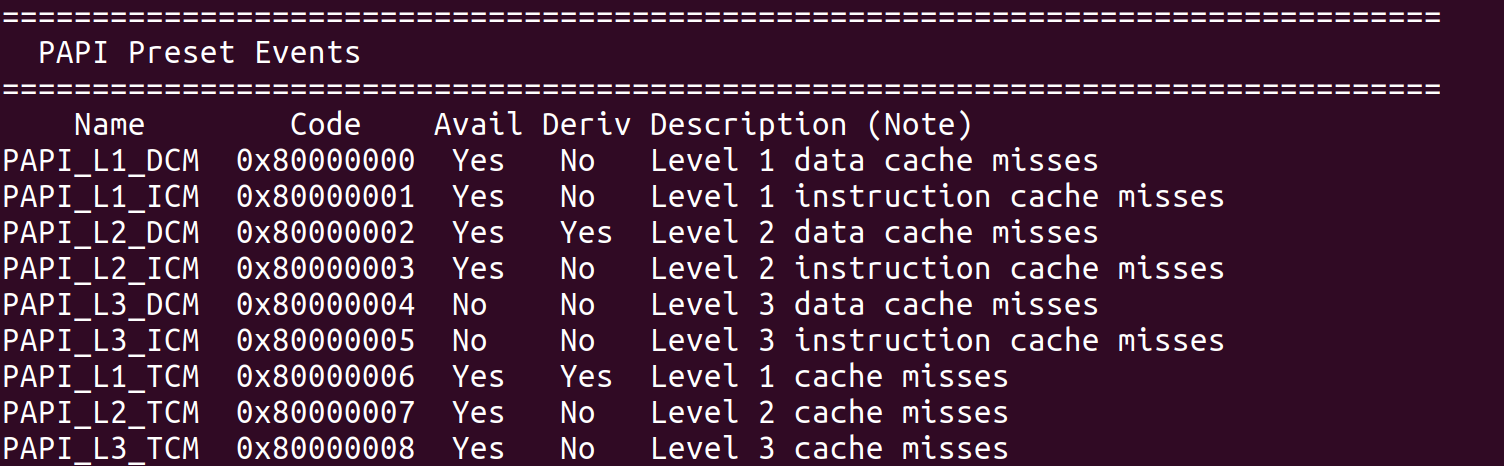 ================================================================================
  PAPI Preset Events
================================================================================
    Name        Code    Avail Deriv Description (Note)
PAPI_L1_DCM  0x80000000  Yes   No   Level 1 data cache misses
PAPI_L1_ICM  0x80000001  Yes   No   Level 1 instruction cache misses
PAPI_L2_DCM  0x80000002  Yes   Yes  Level 2 data cache misses
PAPI_L2_ICM  0x80000003  Yes   No   Level 2 instruction cache misses
PAPI_L3_DCM  0x80000004  No    No   Level 3 data cache misses
PAPI_L3_ICM  0x80000005  No    No   Level 3 instruction cache misses
PAPI_L1_TCM  0x80000006  Yes   Yes  Level 1 cache misses
PAPI_L2_TCM  0x80000007  Yes   No   Level 2 cache misses
PAPI_L3_TCM  0x80000008  Yes   No   Level 3 cache misses